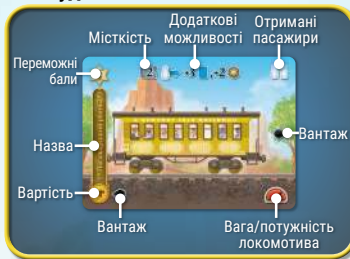 Місткість
Додаткові
можливості
Отримані
пасажири
Переможні
бали
Назва
Вартість
Вантаж
Вантаж
Вага/потужність
локомотива